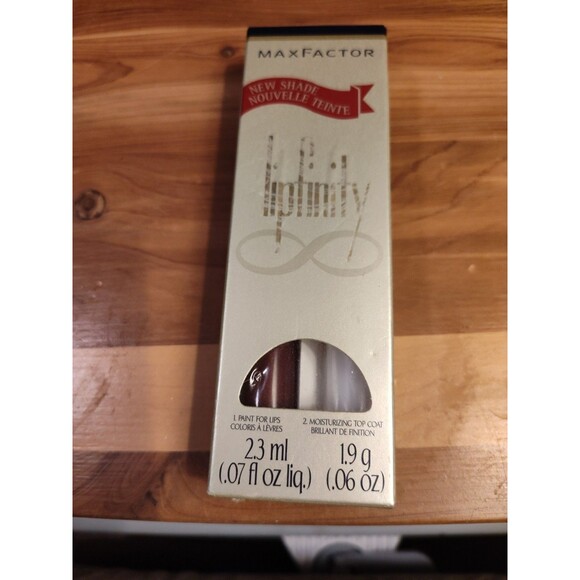 MAXFACTOR
NEW SHADE
NOUVELLE TEINTE
lipfinity
1. PAINT FOR LIPS
COLORIS À LÈVRES
2.3 ml
(.07 fl oz liq.)
2. MOISTURIZING TOP COAT
BRILLANT DE FINITION
1.9 g
(.06 oz)